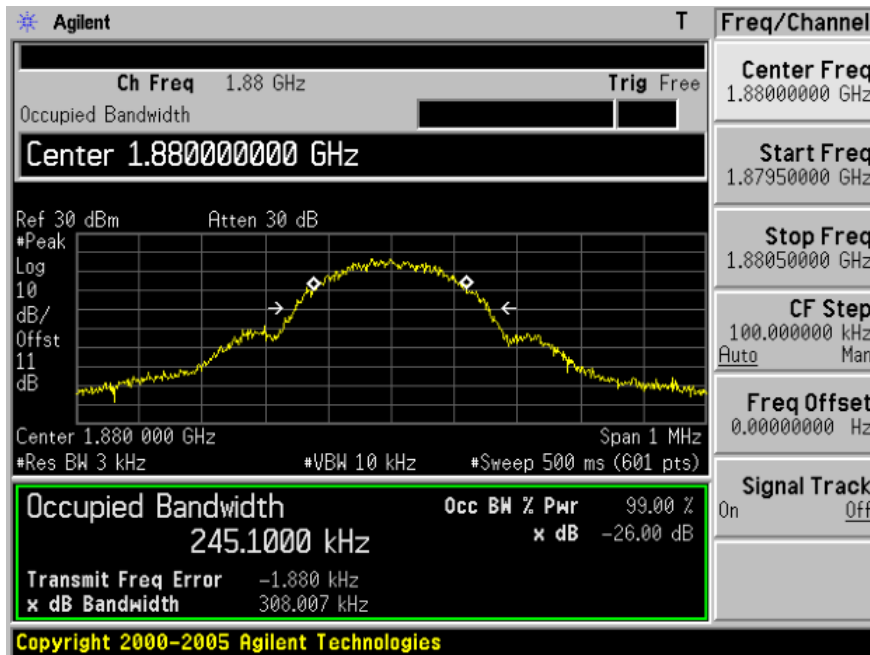 Agilent T
Freq/Channel
Ch Freq 1.88 GHz Trig Free
Occupied Bandwidth
Center 1.880000000 GHz
Ref 30 dBm Atten 30 dB
#Peak
Log
10
dB/
Offst
11
dB
Center 1.880 000 GHz Span 1 MHz
#Res BW 3 kHz #VBW 10 kHz #Sweep 500 ms (601 pts)
Occupied Bandwidth
245.1000 kHz
Occ BW % Pwr 99.00 %
x dB -26.00 dB
Transmit Freq Error -1.880 kHz
x dB Bandwidth 308.007 kHz
Copyright 2000-2005 Agilent Technologies
Center Freq
1.88000000 GHz
Start Freq
1.87950000 GHz
Stop Freq
1.88050000 GHz
CF Step
100.000000 kHz
Auto Man
Freq Offset
0.00000000 Hz
Signal Track
On Off